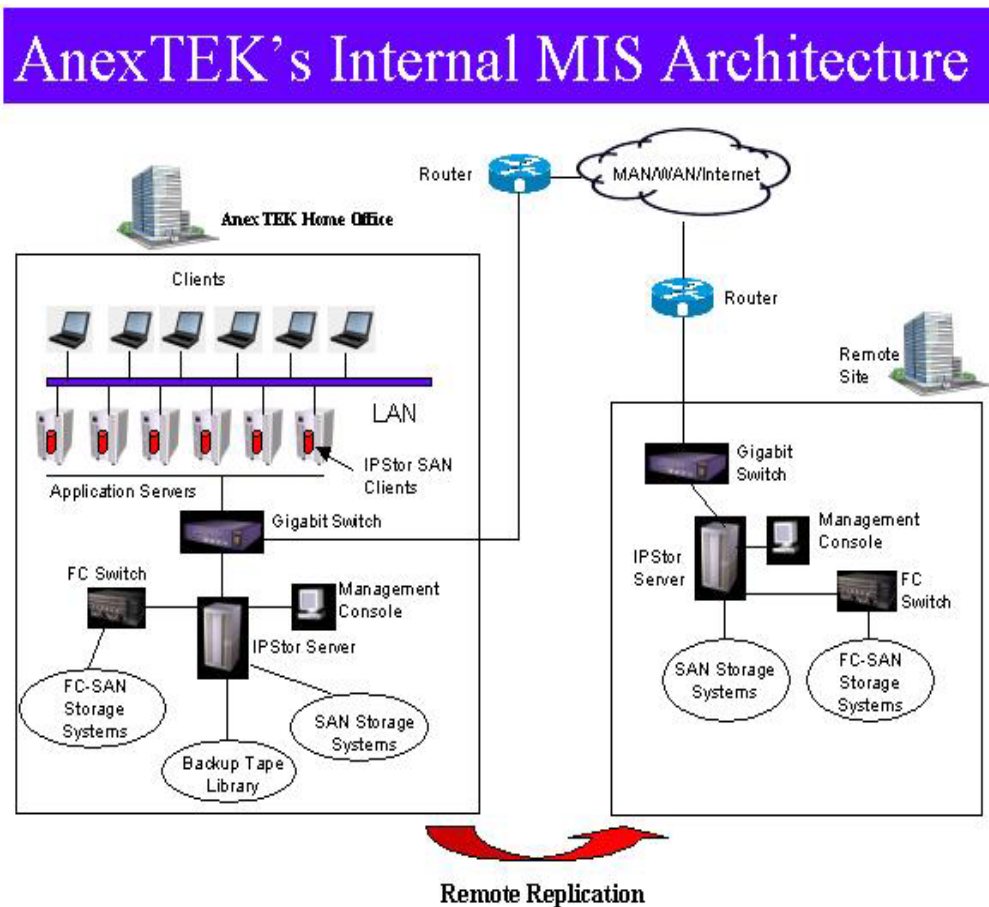 AnexTEK's Internal MIS Architecture
Router
MAN/WAN/Internet
AnexTEK Home Office
Clients
Router
Remote
Site
LAN
IPStor SAN
Clients
Application Servers
Gigabit Switch
Gigabit
Switch
Management
Console
IPStor
Server
FC
Switch
FC Switch
Management
Console
IPStor Server
SAN Storage
Systems
FC-SAN
Storage
Systems
FC-SAN
Storage
Systems
SAN Storage
Systems
Backup Tape
Library
Remote Replication